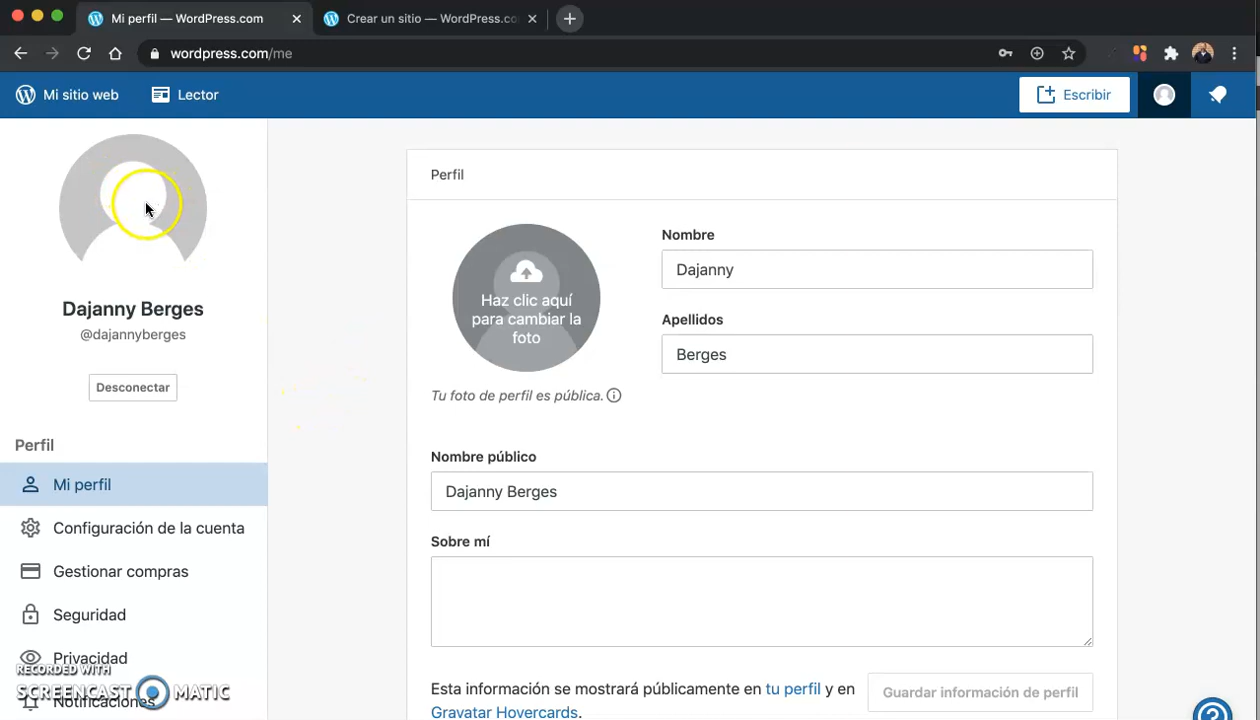 Mi perfil — WordPress.com
Crear un sitio — WordPress.co
wordpress.com/me
Mi sitio web
Lector
Escribir
Dajanny Berges
@dajannyberges
Desconectar
Perfil
Mi perfil
Configuración de la cuenta
Gestionar compras
Seguridad
Privacidad
Notificaciones
RECORDED WITH
SCREENCAST MATIC
Perfil
Haz clic aquí
para cambiar la
foto
Tu foto de perfil es pública.
Nombre
Dajanny
Apellidos
Berges
Nombre público
Dajanny Berges
Sobre mí
Esta información se mostrará públicamente en tu perfil y en
Gravatar Hovercards.
Guardar información de perfil